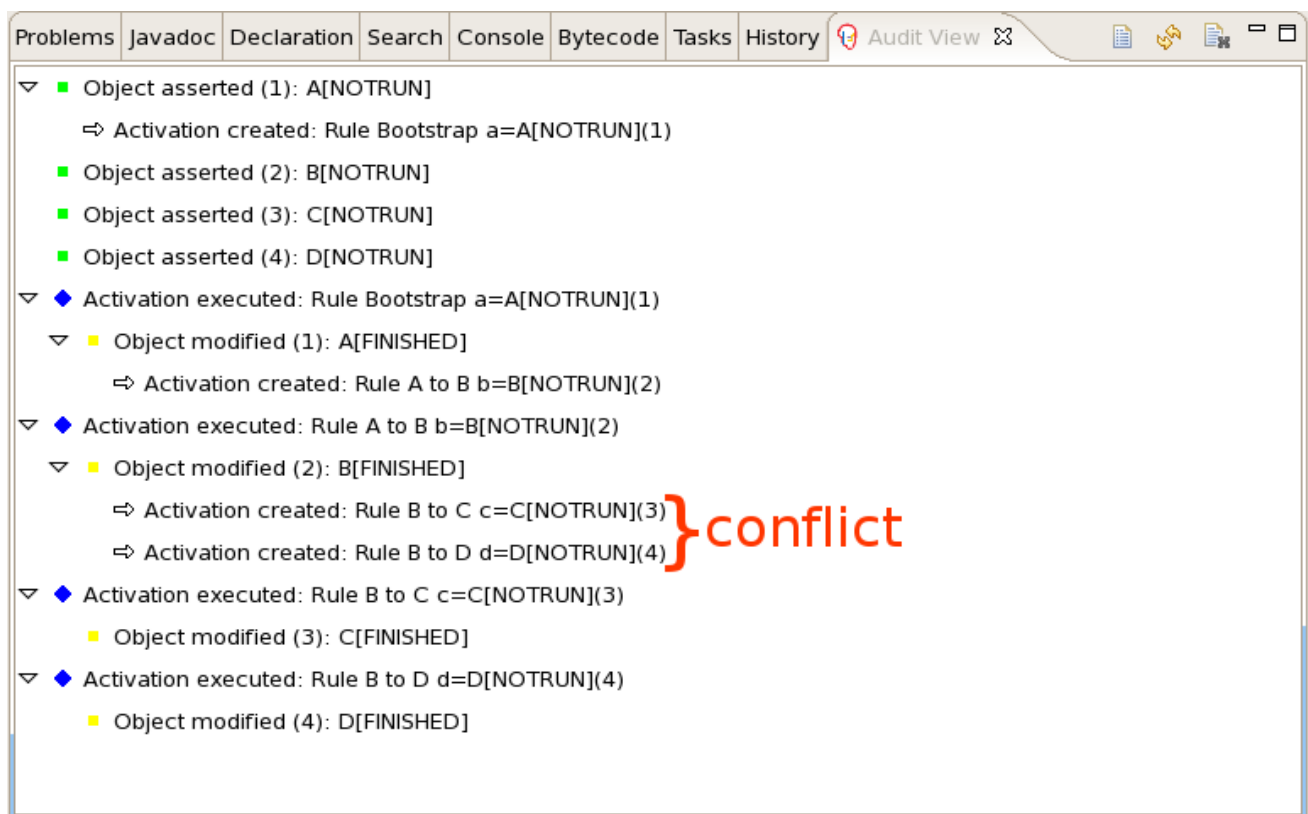 Problems Javadoc Declaration Search Console Bytecode Tasks History Audit View
Object asserted (1): A[NOTRUN]
Activation created: Rule Bootstrap a=A[NOTRUN](1)
Object asserted (2): B[NOTRUN]
Object asserted (3): C[NOTRUN]
Object asserted (4): D[NOTRUN]
Activation executed: Rule Bootstrap a=A[NOTRUN](1)
Object modified (1): A[FINISHED]
Activation created: Rule A to B b=B[NOTRUN](2)
Activation executed: Rule A to B b=B[NOTRUN](2)
Object modified (2): B[FINISHED]
Activation created: Rule B to C c=C[NOTRUN](3)
Activation created: Rule B to D d=D[NOTRUN](4)
} conflict
Activation executed: Rule B to C c=C[NOTRUN](3)
Object modified (3): C[FINISHED]
Activation executed: Rule B to D d=D[NOTRUN](4)
Object modified (4): D[FINISHED]